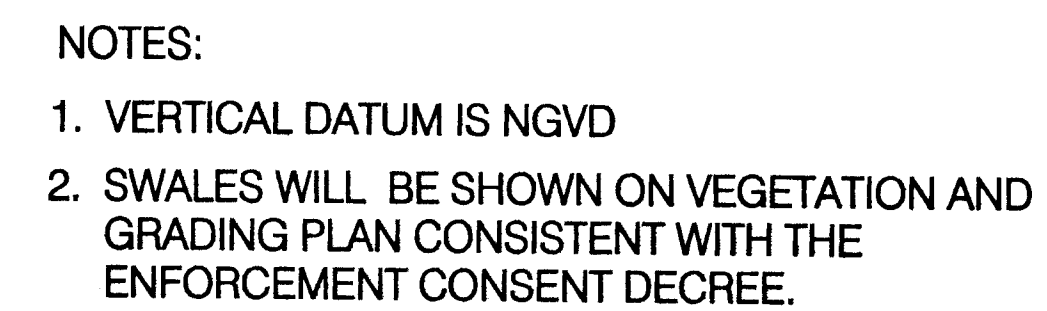 NOTES:
1. VERTICAL DATUM IS NGVD
2. SWALES WILL BE SHOWN ON VEGETATION AND
GRADING PLAN CONSISTENT WITH THE
ENFORCEMENT CONSENT DECREE.